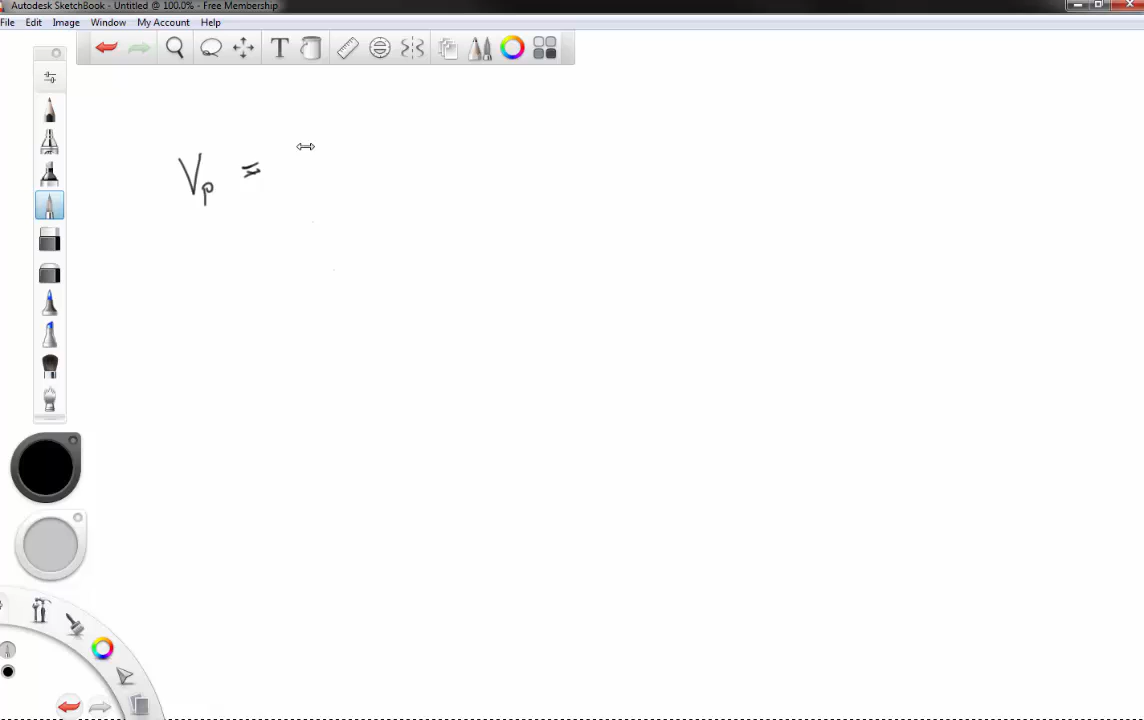 Autodesk SketchBook - Untitled @ 100.0% - Free Membership
File Edit Image Window My Account Help
T
Vp =